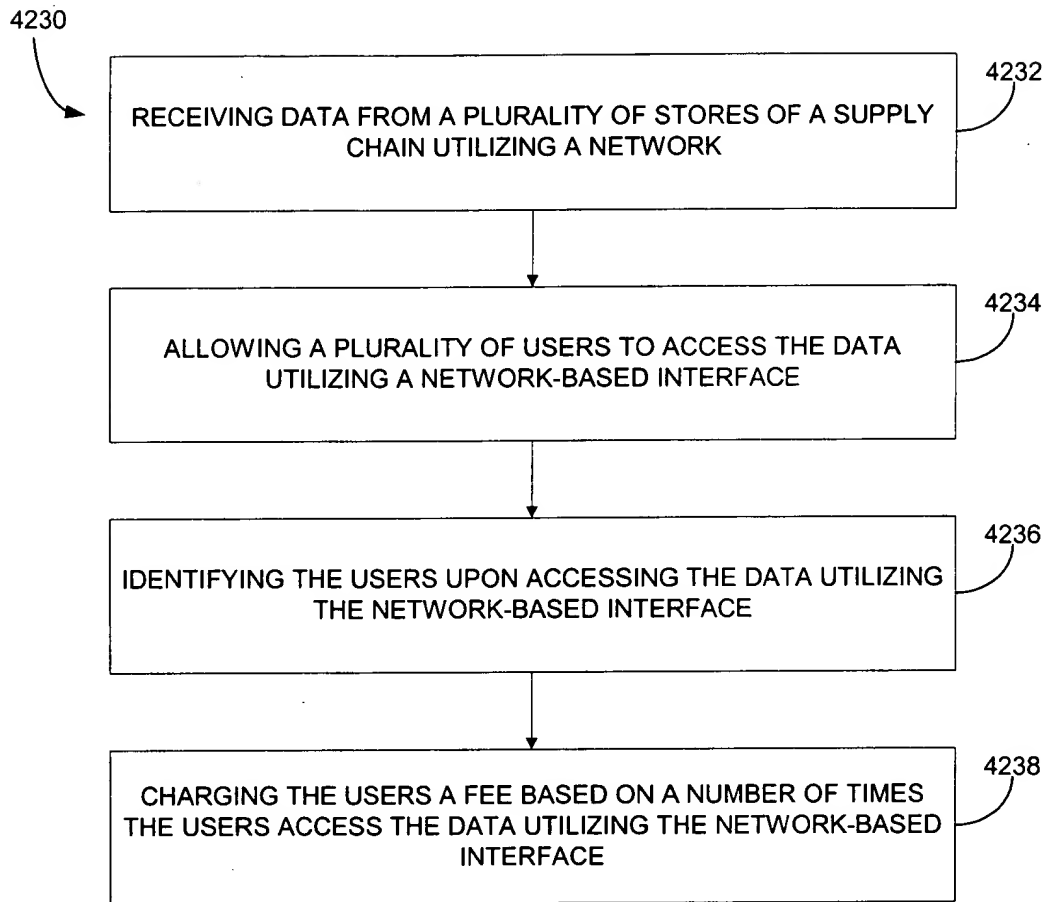 4230
4232
RECEIVING DATA FROM A PLURALITY OF STORES OF A SUPPLY
CHAIN UTILIZING A NETWORK
4234
ALLOWING A PLURALITY OF USERS TO ACCESS THE DATA
UTILIZING A NETWORK-BASED INTERFACE
4236
IDENTIFYING THE USERS UPON ACCESSING THE DATA UTILIZING
THE NETWORK-BASED INTERFACE
4238
CHARGING THE USERS A FEE BASED ON A NUMBER OF TIMES
THE USERS ACCESS THE DATA UTILIZING THE NETWORK-BASED
INTERFACE